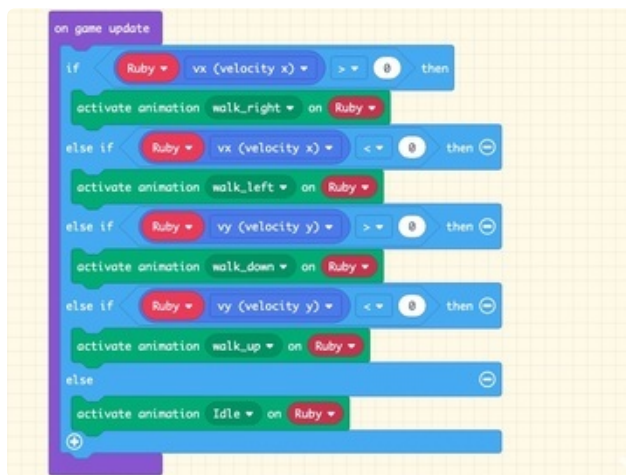 on game update
if Ruby vx (velocity x) > 0 then
activate animation walk_right on Ruby
else if Ruby vx (velocity x) < 0 then
activate animation walk_left on Ruby
else if Ruby vy (velocity y) > 0 then
activate animation walk_down on Ruby
else if Ruby vy (velocity y) < 0 then
activate animation walk_up on Ruby
else
activate animation Idle on Ruby